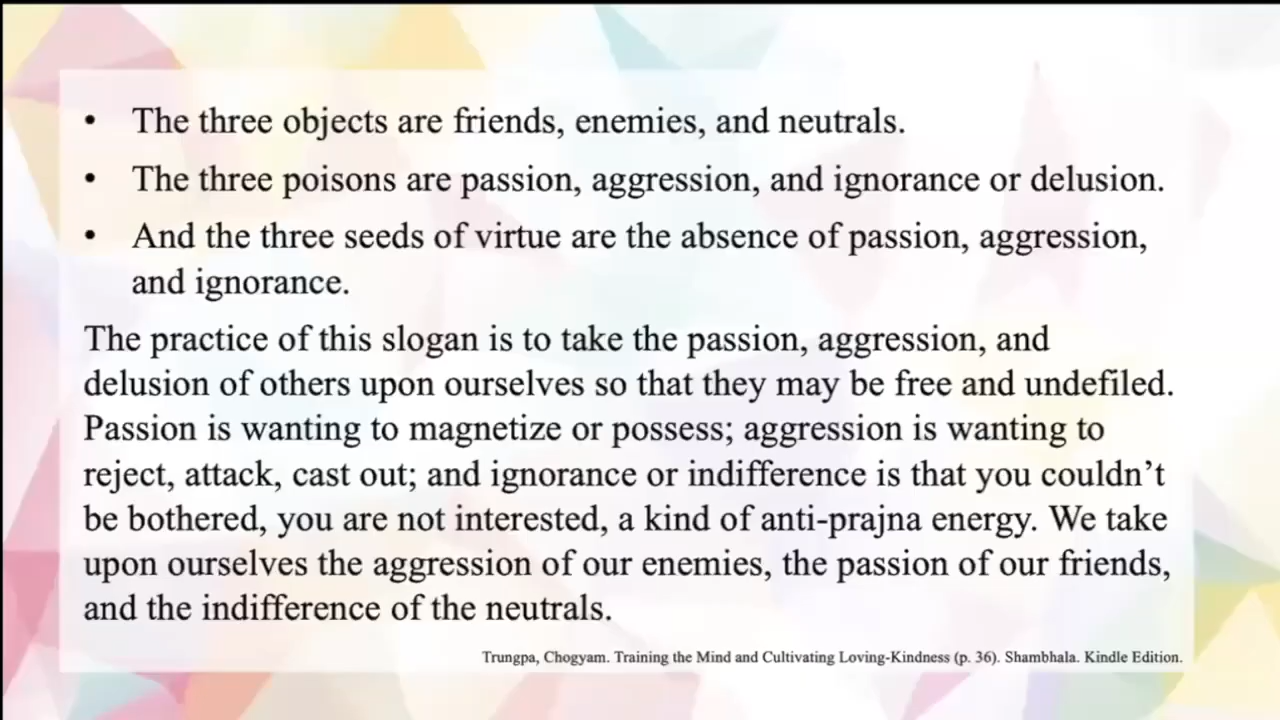 • The three objects are friends, enemies, and neutrals.
• The three poisons are passion, aggression, and ignorance or delusion.
• And the three seeds of virtue are the absence of passion, aggression,
and ignorance.
The practice of this slogan is to take the passion, aggression, and
delusion of others upon ourselves so that they may be free and undefiled.
Passion is wanting to magnetize or possess; aggression is wanting to
reject, attack, cast out; and ignorance or indifference is that you couldn’t
be bothered, you are not interested, a kind of anti-prajna energy. We take
upon ourselves the aggression of our enemies, the passion of our friends,
and the indifference of the neutrals.
Trungpa, Chogyam. Training the Mind and Cultivating Loving-Kindness (p. 36). Shambhala. Kindle Edition.